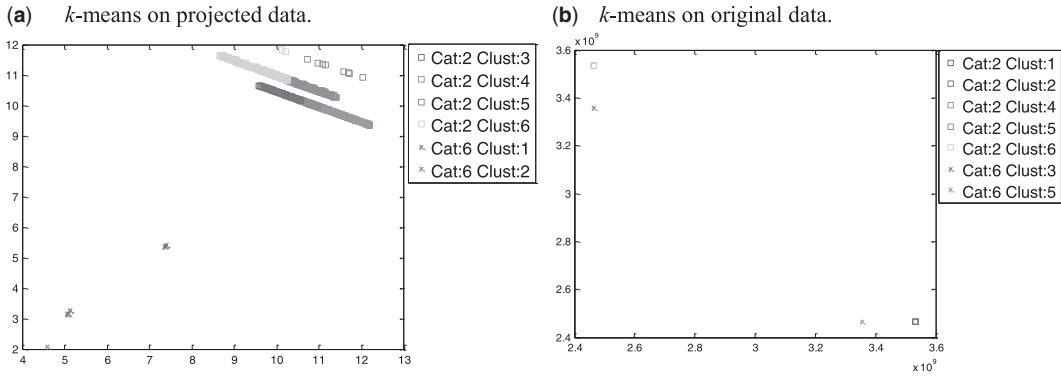 (a) k-means on projected data.
12
11
10
9
8
7
6
5
4
3
2
4 5 6 7 8 9 10 11 12 13
Cat:2 Clust:3
Cat:2 Clust:4
Cat:2 Clust:5
Cat:2 Clust:6
Cat:6 Clust:1
Cat:6 Clust:2
(b) k-means on original data.
x 10^9
3.6
3.4
3.2
3
2.8
2.6
2.4
2.4 2.6 2.8 3 3.2 3.4 3.6
x 10^9
Cat:2 Clust:1
Cat:2 Clust:2
Cat:2 Clust:4
Cat:2 Clust:5
Cat:2 Clust:6
Cat:6 Clust:3
Cat:6 Clust:5